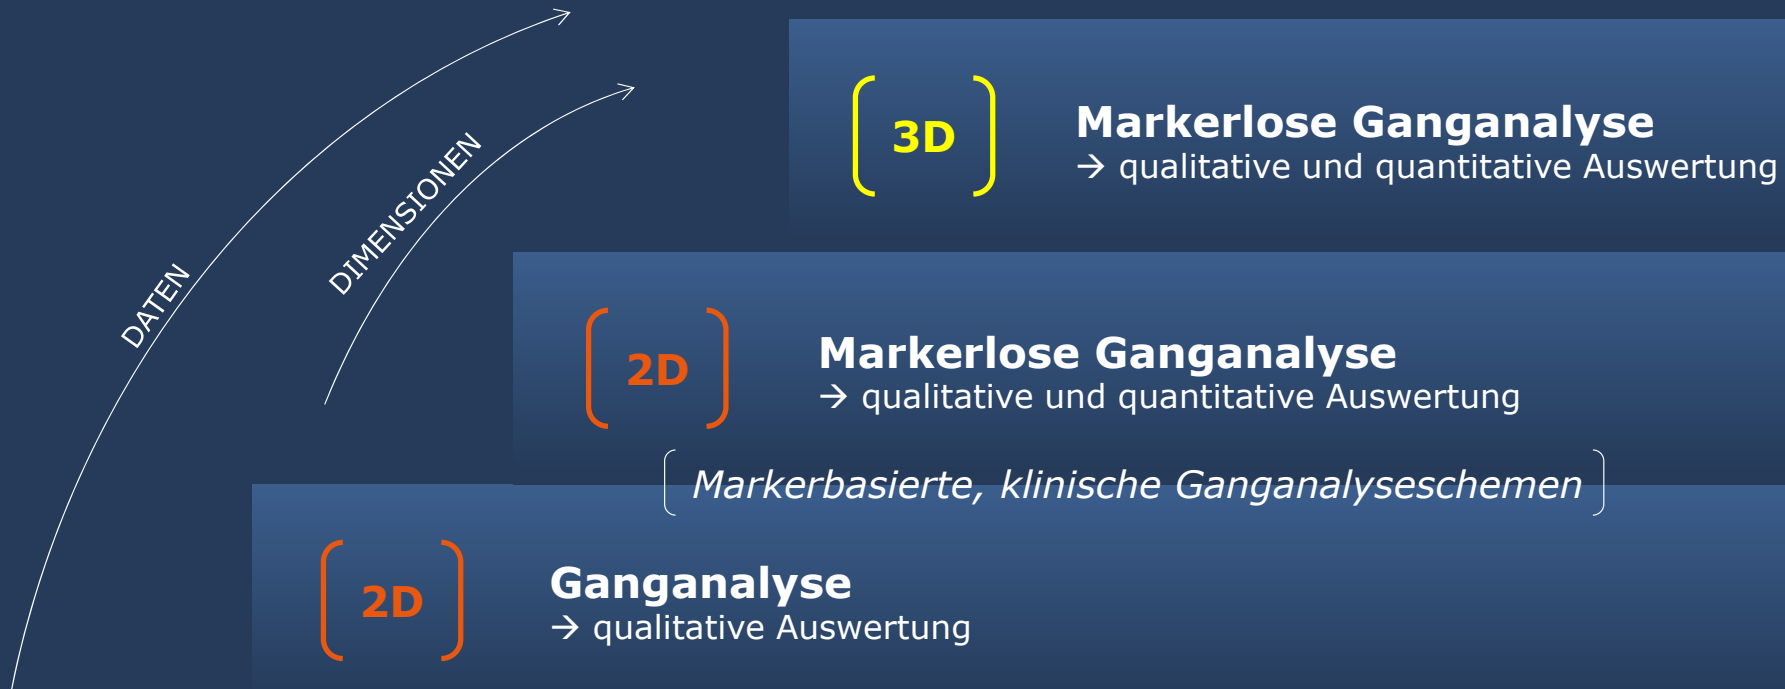 3D
Markerlose Ganganalyse
→ qualitative und quantitative Auswertung
DIMENSIONEN
DATEN
2D
Markerlose Ganganalyse
→ qualitative und quantitative Auswertung
Markerbasierte, klinische Ganganalyseschemen
2D
Ganganalyse
→ qualitative Auswertung